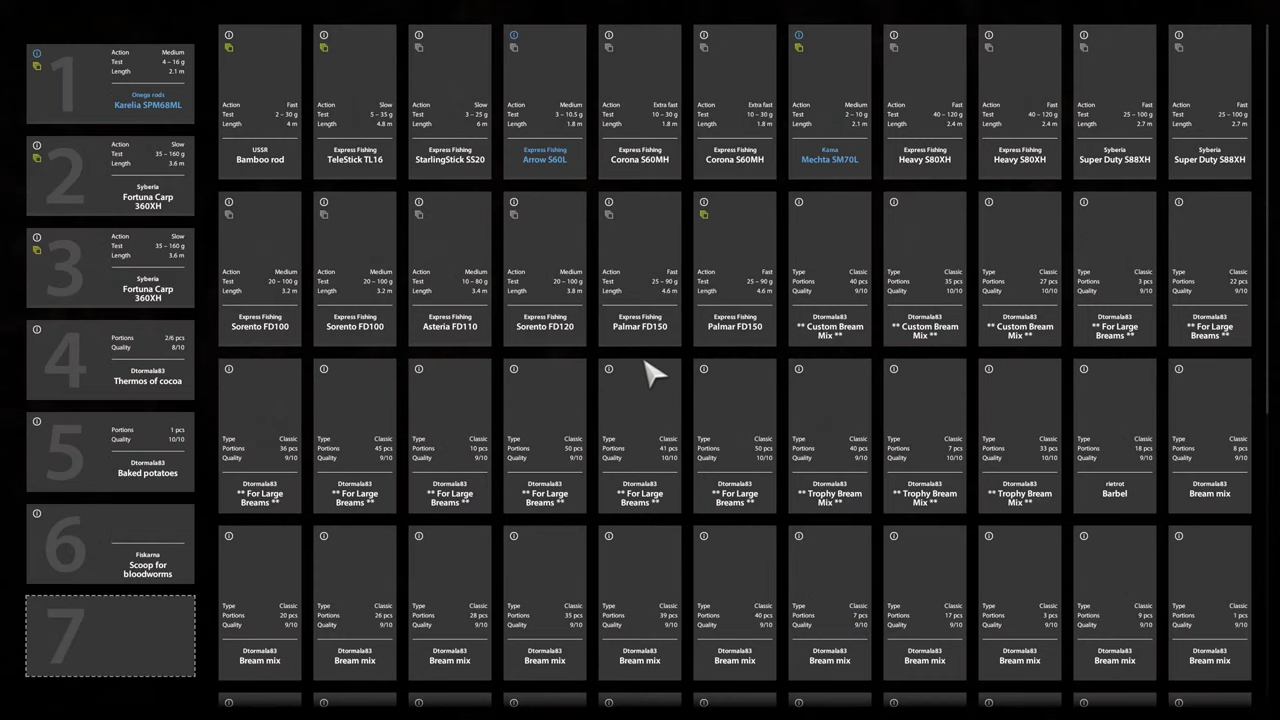 1
Action Medium
Test 4 – 16 g
Length 2.1 m
Onega rods
Karelia SPM68ML
2
Action Slow
Test 35 – 160 g
Length 3.6 m
Syberia
Fortuna Carp
360XH
3
Action Slow
Test 35 – 160 g
Length 3.6 m
Syberia
Fortuna Carp
360XH
4
Portions 2/6 pcs
Quality 8/10
Dtormala83
Thermos of cocoa
5
Portions 1 pcs
Quality 10/10
Dtormala83
Baked potatoes
6
Fiskarna
Scoop for
bloodworms
7
Action Fast
Test 2 – 30 g
Length 4 m
USSR
Bamboo rod
Action Slow
Test 5 – 35 g
Length 4.8 m
Express Fishing
TeleStick TL16
Action Slow
Test 3 – 25 g
Length 6 m
Express Fishing
StarlingStick SS20
Action Medium
Test 3 – 10.5 g
Length 1.8 m
Express Fishing
Arrow S60L
Action Extra fast
Test 10 – 30 g
Length 1.8 m
Express Fishing
Corona S60MH
Action Extra fast
Test 10 – 30 g
Length 1.8 m
Express Fishing
Corona S60MH
Action Medium
Test 2 – 10 g
Length 2.1 m
Kama
Mechta SM70L
Action Fast
Test 40 – 120 g
Length 2.4 m
Express Fishing
Heavy S80XH
Action Fast
Test 40 – 120 g
Length 2.4 m
Express Fishing
Heavy S80XH
Action Fast
Test 25 – 100 g
Length 2.7 m
Express Fishing
Super Duty S88XH
Action Fast
Test 25 – 100 g
Length 2.7 m
Express Fishing
Super Duty S88XH
Action Medium
Test 20 – 100 g
Length 3.2 m
Express Fishing
Sorento FD100
Action Medium
Test 20 – 100 g
Length 3.2 m
Express Fishing
Sorento FD100
Action Medium
Test 10 – 80 g
Length 3.4 m
Express Fishing
Asteria FD110
Action Medium
Test 20 – 100 g
Length 3.8 m
Express Fishing
Sorento FD120
Action Fast
Test 25 – 90 g
Length 4.6 m
Express Fishing
Palmar FD150
Action Fast
Test 25 – 90 g
Length 4.6 m
Express Fishing
Palmar FD150
Type Classic
Portions 40 pcs
Quality 9/10
Dtormala83
** Custom Bream
Mix **
Type Classic
Portions 35 pcs
Quality 10/10
Dtormala83
** Custom Bream
Mix **
Type Classic
Portions 27 pcs
Quality 10/10
Dtormala83
** Custom Bream
Mix **
Type Classic
Portions 3 pcs
Quality 9/10
Dtormala83
** For Large
Breams **
Type Classic
Portions 22 pcs
Quality 9/10
Dtormala83
** For Large
Breams **
Type Classic
Portions 36 pcs
Quality 9/10
Dtormala83
** For Large
Breams **
Type Classic
Portions 45 pcs
Quality 9/10
Dtormala83
** For Large
Breams **
Type Classic
Portions 10 pcs
Quality 9/10
Dtormala83
** For Large
Breams **
Type Classic
Portions 50 pcs
Quality 9/10
Dtormala83
** For Large
Breams **
Type Classic
Portions 41 pcs
Quality 10/10
Dtormala83
** For Large
Breams **
Type Classic
Portions 50 pcs
Quality 10/10
Dtormala83
** For Large
Breams **
Type Classic
Portions 40 pcs
Quality 9/10
Dtormala83
** Trophy Bream
Mix **
Type Classic
Portions 7 pcs
Quality 10/10
Dtormala83
** Trophy Bream
Mix **
Type Classic
Portions 33 pcs
Quality 10/10
Dtormala83
** Trophy Bream
Mix **
Type Classic
Portions 18 pcs
Quality 9/10
rietrot
Barbel
Type Classic
Portions 8 pcs
Quality 9/10
Dtormala83
Bream mix
Type Classic
Portions 20 pcs
Quality 9/10
Dtormala83
Bream mix
Type Classic
Portions 26 pcs
Quality 9/10
Dtormala83
Bream mix
Type Classic
Portions 28 pcs
Quality 9/10
Dtormala83
Bream mix
Type Classic
Portions 35 pcs
Quality 9/10
Dtormala83
Bream mix
Type Classic
Portions 39 pcs
Quality 9/10
Dtormala83
Bream mix
Type Classic
Portions 40 pcs
Quality 9/10
Dtormala83
Bream mix
Type Classic
Portions 7 pcs
Quality 9/10
Dtormala83
Bream mix
Type Classic
Portions 17 pcs
Quality 9/10
Dtormala83
Bream mix
Type Classic
Portions 3 pcs
Quality 9/10
Dtormala83
Bream mix
Type Classic
Portions 9 pcs
Quality 9/10
Dtormala83
Bream mix
Type Classic
Portions 1 pcs
Quality 9/10
Dtormala83
Bream mix